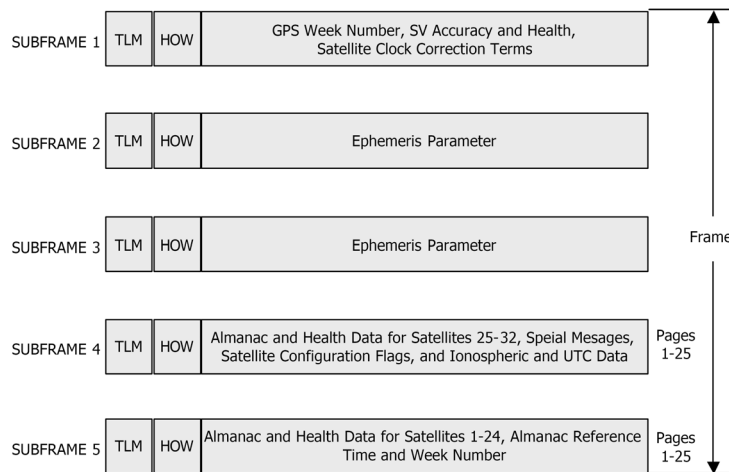 SUBFRAME 1 TLM HOW GPS Week Number, SV Accuracy and Health,
Satellite Clock Correction Terms
SUBFRAME 2 TLM HOW Ephemeris Parameter
SUBFRAME 3 TLM HOW Ephemeris Parameter
Frame
SUBFRAME 4 TLM HOW Almanac and Health Data for Satellites 25-32, Speial Mesages,
Satellite Configuration Flags, and Ionospheric and UTC Data
Pages
1-25
SUBFRAME 5 TLM HOW Almanac and Health Data for Satellites 1-24, Almanac Reference
Time and Week Number
Pages
1-25